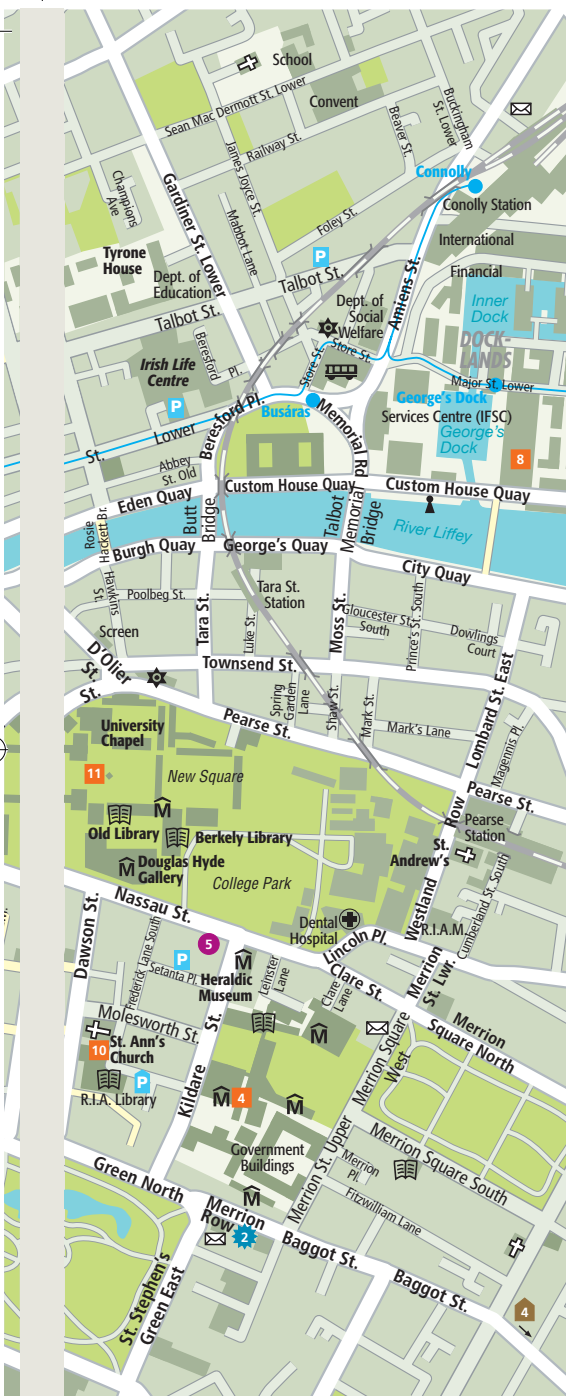 School
Convent
Sean Mac Dermott St. Lower
Railway St.
Beaver St.
Buckingham
St. Lower
Champions
Ave
James Joyce St.
Mabbot Lane
Gardiner St. Lower
Foley St.
Connolly
Conolly Station
International
Financial
Tyrone
House
Dept. of
Education
P
Talbot St.
Talbot St.
Amiens St.
Inner
Dock
Dept. of
Social
Welfare
DOCK-
LANDS
Beresford
Pl.
Store St.
Store St.
Irish Life
Centre
Major St. Lower
P
Busáras
George's Dock
Services Centre (IFSC)
George's
Dock
8
St.
Lower
Beresford Pl.
Memorial Rd
Abbey
St. Old
Eden Quay
Custom House Quay
Custom House Quay
Butt
Bridge
Talbot
Memorial
Bridge
River Liffey
Rosie
Hackett Br.
Burgh Quay
George's Quay
City Quay
Hawkins
St.
Poolbeg St.
Tara St.
Station
Tara St.
Luke St.
Moss St.
Gloucester St.
South
Prince's St. South
Dowlings
Court
Screen
D'Olier
St.
St.
Townsend St.
Spring
Garden
Lane
Shaw St.
Mark St.
Mark's Lane
Lombard St. East
Magennis Pl.
Pearse St.
Pearse St.
University
Chapel
11
New Square
Old Library
Berkely Library
Douglas Hyde
Gallery
College Park
Pearse
Station
St.
Andrew's
Westland
Row
Cumberland St. South
R.I.A.M.
Dental
Hospital
Lincoln Pl.
Nassau St.
5
Dawson St.
Frederick Lane South
P
Setanta Pl.
Heraldic
Museum
Leinster
Lane
Clare St.
Clare
Lane
Merrion
St. Lwr.
Merrion
Square North
Molesworth St.
St. Ann's
Church
10
P
R.I.A. Library
Kildare
St.
4
Merrion Square
West
Government
Buildings
Merrion St. Upper
Merrion
Pl.
Merrion Square South
Fitzwilliam Lane
Green North
Merrion
Row
2
Baggot St.
Baggot St.
St. Stephen's
Green East
4